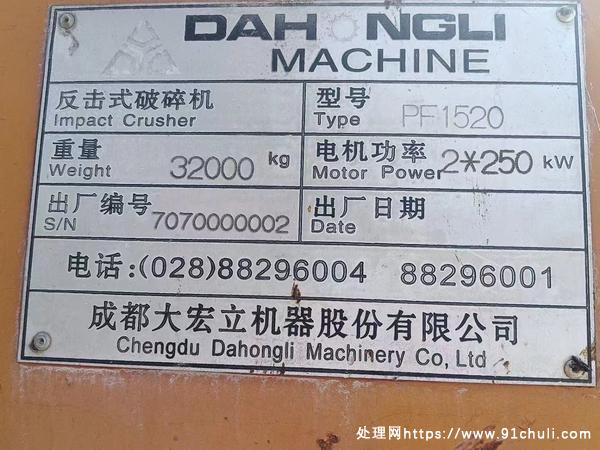 DAHONGLI
MACHINE
反击式破碎机 型号 PF1520
Impact Crusher Type
重量 32000 kg 电机功率 2*250 kW
Weight Motor Power
出厂编号 7070000002 出厂日期
S/N Date
电话:(028)88296004 88296001
成都大宏立机器股份有限公司
Chengdu Dahongli Machinery Co,Ltd
处理网https://www.91chuli.com/